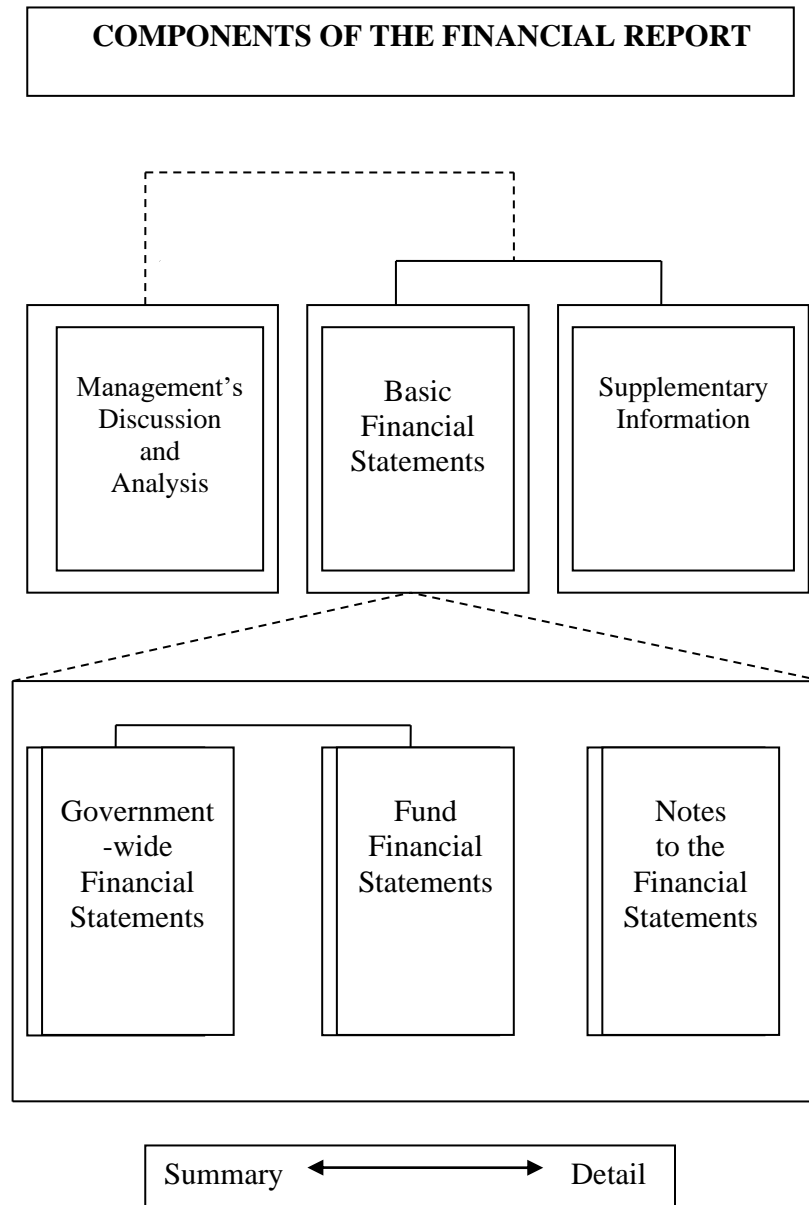 COMPONENTS OF THE FINANCIAL REPORT
Management’s
Discussion
and
Analysis
Basic
Financial
Statements
Supplementary
Information
Government
-wide
Financial
Statements
Fund
Financial
Statements
Notes
to the
Financial
Statements
Summary Detail